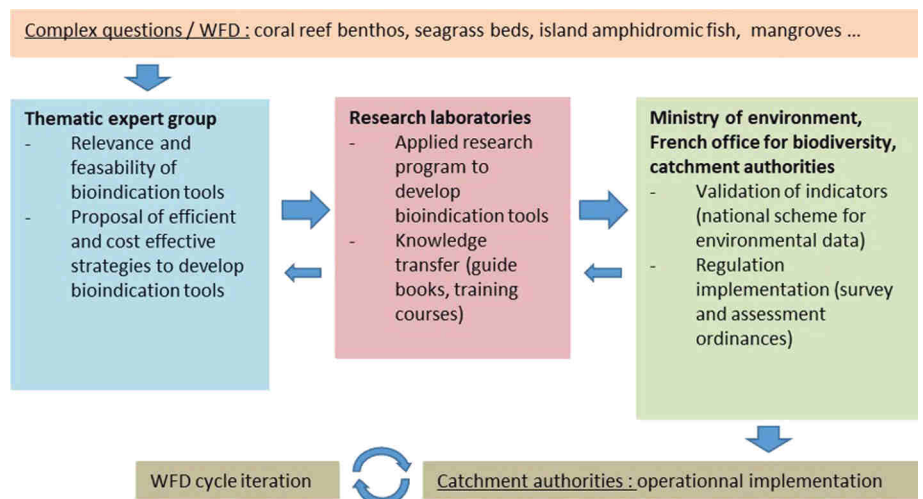 Complex questions / WFD : coral reef benthos, seagrass beds, island amphidromic fish, mangroves ...
Thematic expert group
- Relevance and
feasability of
bioindication tools
- Proposal of efficient
and cost effective
strategies to develop
bioindication tools
Research laboratories
- Applied research
program to
develop
bioindication tools
- Knowledge
transfer (guide
books, training
courses)
Ministry of environment,
French office for biodiversity,
catchment authorities
- Validation of indicators
(national scheme for
environmental data)
- Regulation
implementation (survey
and assessment
ordinances)
WFD cycle iteration
Catchment authorities : operationnal implementation